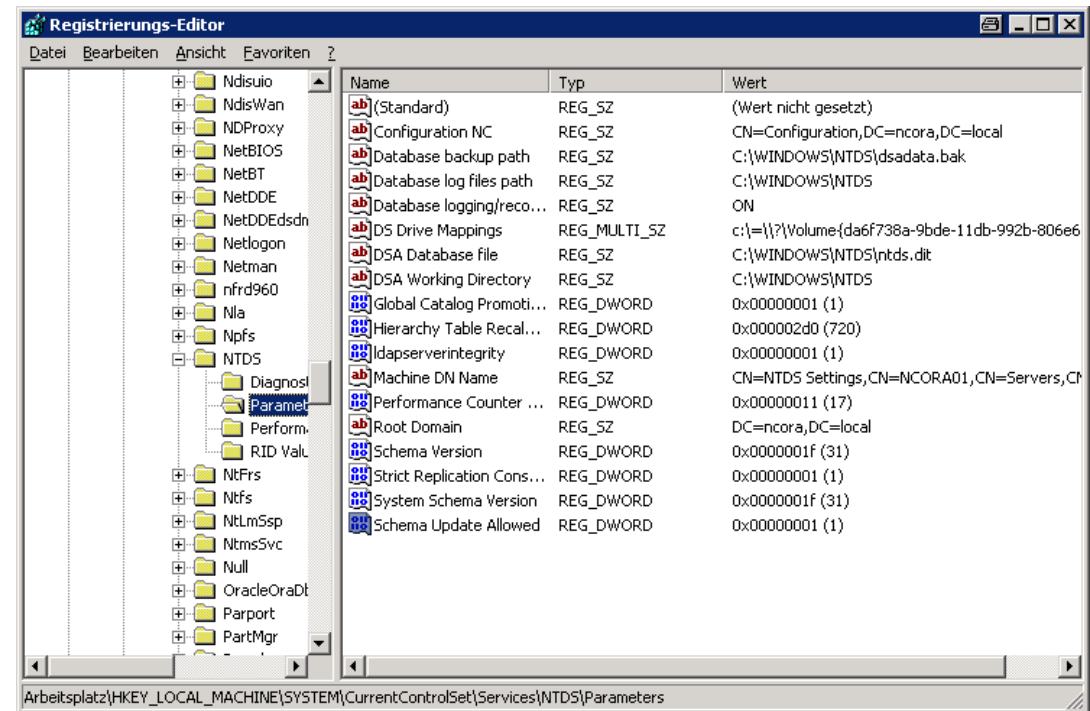 Registrierungs-Editor
Datei Bearbeiten Ansicht Favoriten ?
Ndisuio
NdisWan
NDProxy
NetBIOS
NetBT
NetDDE
NetDDEdsdn
Netlogon
Netman
nfrd960
Nla
Npfs
NTDS
Diagnost
Paramet
Perform
RID Valu
NtFrs
Ntfs
NtLmSsp
NtmsSvc
Null
OracleOraDb
Parport
PartMgr
Name Typ Wert
(Standard) REG_SZ (Wert nicht gesetzt)
Configuration NC REG_SZ CN=Configuration,DC=ncora,DC=local
Database backup path REG_SZ C:\WINDOWS\NTDS\dsadata.bak
Database log files path REG_SZ C:\WINDOWS\NTDS
Database logging/reco... REG_SZ ON
DS Drive Mappings REG_MULTI_SZ c:\=\\?\Volume{da6f738a-9bde-11db-992b-806e6
DSA Database file REG_SZ C:\WINDOWS\NTDS\ntds.dit
DSA Working Directory REG_SZ C:\WINDOWS\NTDS
Global Catalog Promoti... REG_DWORD 0x00000001 (1)
Hierarchy Table Recal... REG_DWORD 0x000002d0 (720)
ldapserverintegrity REG_DWORD 0x00000001 (1)
Machine DN Name REG_SZ CN=NTDS Settings,CN=NCORA01,CN=Servers,CN
Performance Counter ... REG_DWORD 0x00000011 (17)
Root Domain REG_SZ DC=ncora,DC=local
Schema Version REG_DWORD 0x0000001f (31)
Strict Replication Cons... REG_DWORD 0x00000001 (1)
System Schema Version REG_DWORD 0x0000001f (31)
Schema Update Allowed REG_DWORD 0x00000001 (1)
Arbeitsplatz\HKEY_LOCAL_MACHINE\SYSTEM\CurrentControlSet\Services\NTDS\Parameters